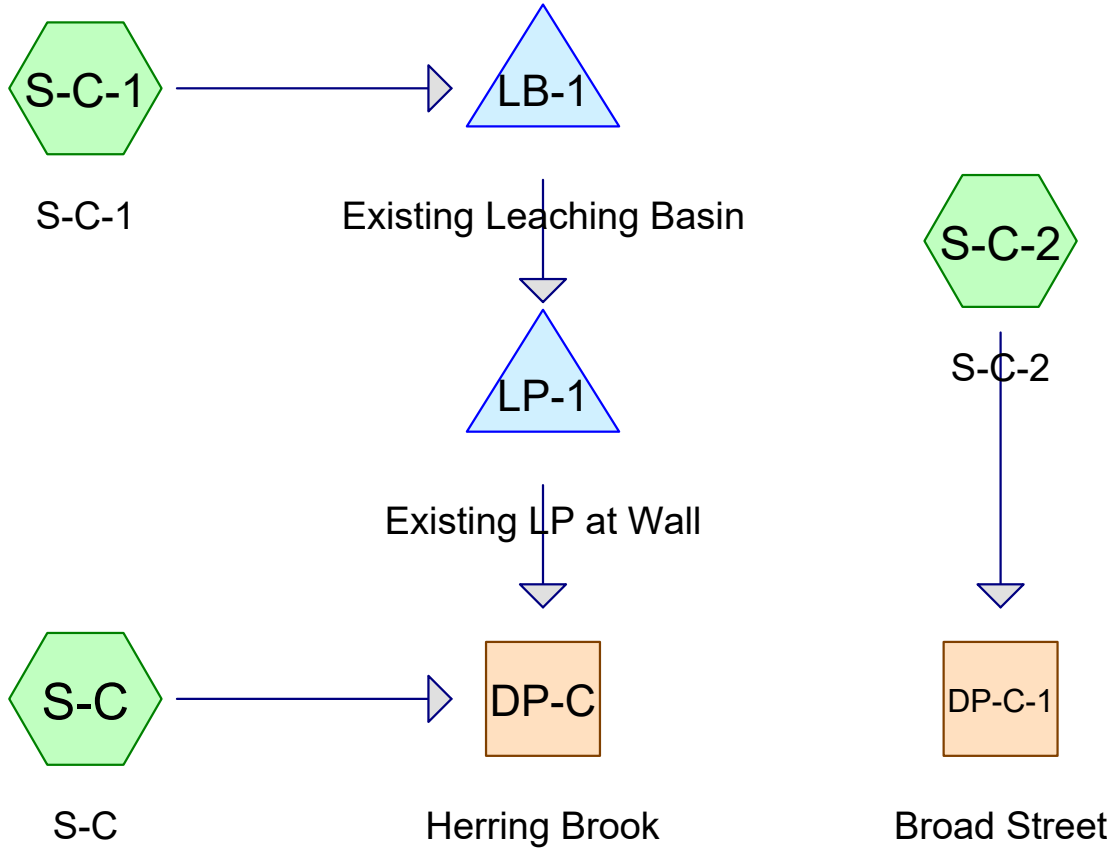 S-C-1
LB-1
S-C-1
Existing Leaching Basin
S-C-2
S-C-2
LP-1
Existing LP at Wall
S-C
DP-C
DP-C-1
S-C
Herring Brook
Broad Street